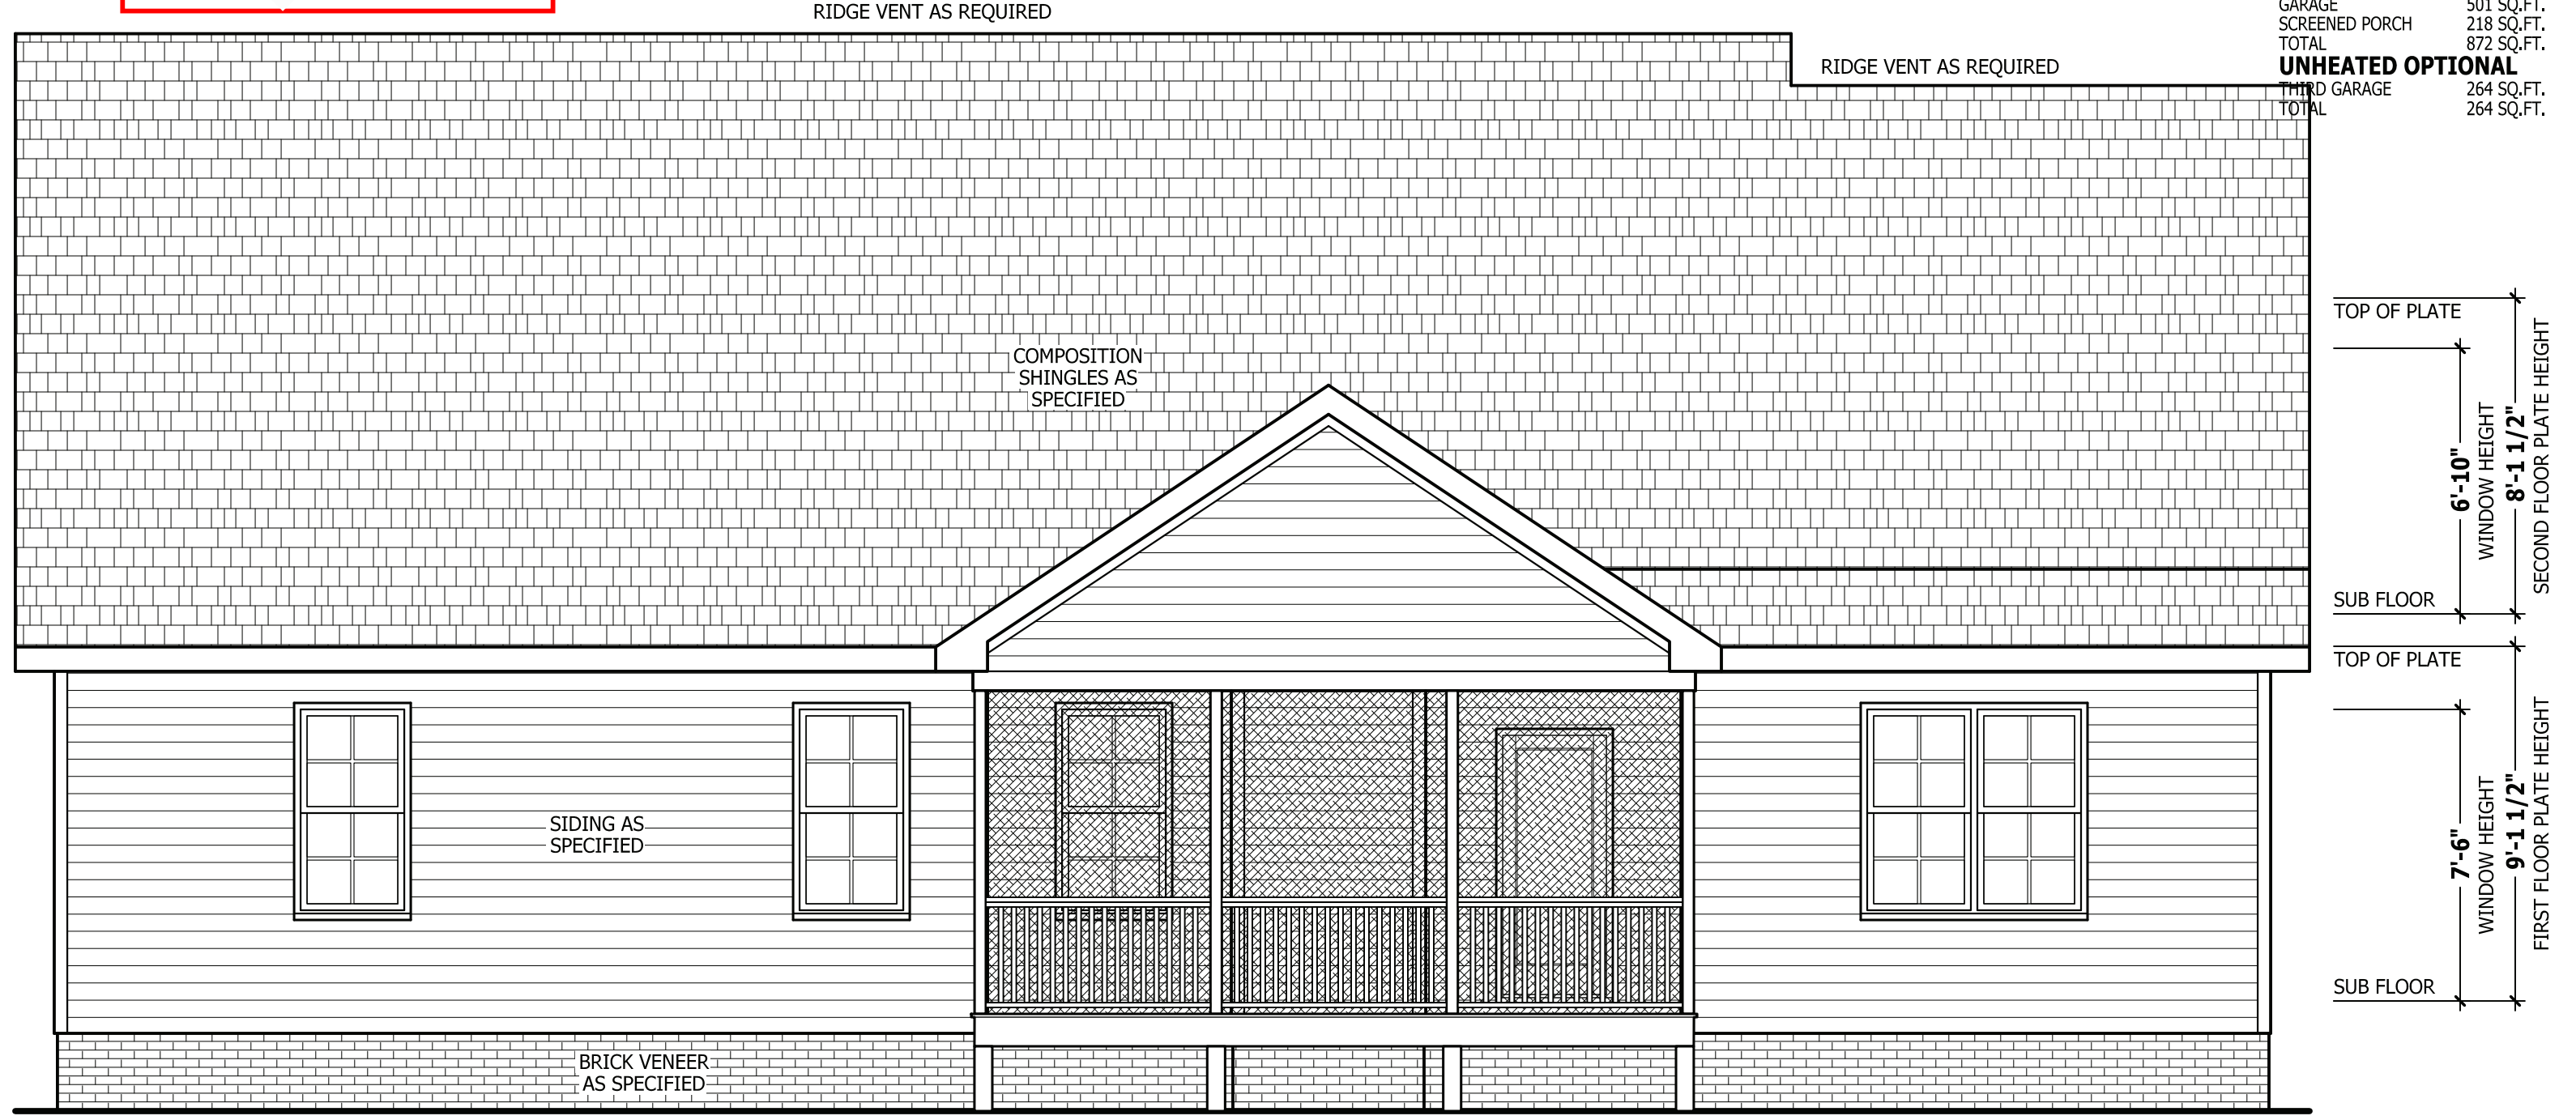 RIDGE VENT AS REQUIRED
GARAGE 501 SQ.FT.
SCREENED PORCH 218 SQ.FT.
TOTAL 872 SQ.FT.
RIDGE VENT AS REQUIRED
UNHEATED OPTIONAL
THIRD GARAGE 264 SQ.FT.
TOTAL 264 SQ.FT.
COMPOSITION
SHINGLES AS
SPECIFIED
TOP OF PLATE
6'-10"
WINDOW HEIGHT
8'-1 1/2"
SECOND FLOOR PLATE HEIGHT
SUB FLOOR
TOP OF PLATE
SIDING AS
SPECIFIED
7'-6"
WINDOW HEIGHT
9'-1 1/2"
FIRST FLOOR PLATE HEIGHT
SUB FLOOR
BRICK VENEER
AS SPECIFIED